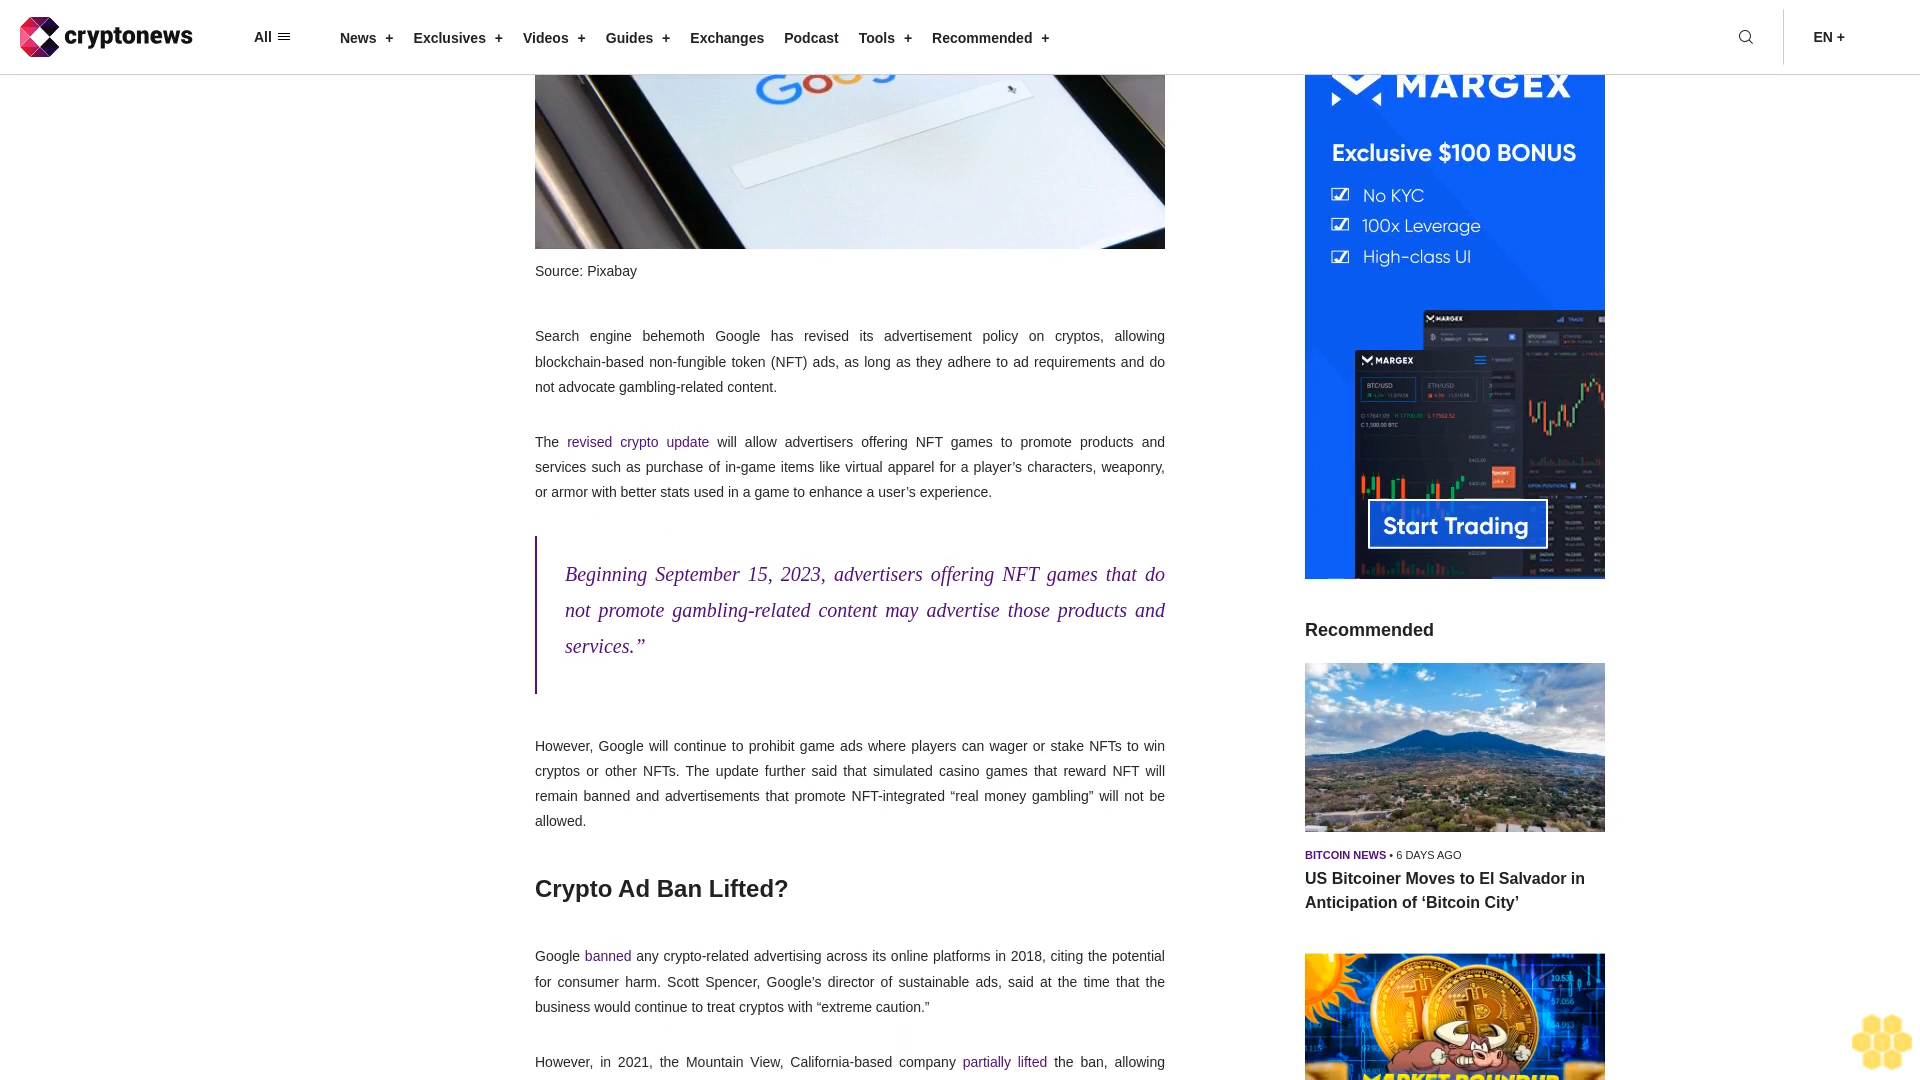 cryptonews
All
News +
Exclusives +
Videos +
Guides +
Exchanges
Podcast
Tools +
Recommended +
EN +
Google
Source: Pixabay
Search engine behemoth Google has revised its advertisement policy on cryptos, allowing
blockchain-based non-fungible token (NFT) ads, as long as they adhere to ad requirements and do
not advocate gambling-related content.
The revised crypto update will allow advertisers offering NFT games to promote products and
services such as purchase of in-game items like virtual apparel for a player’s characters, weaponry,
or armor with better stats used in a game to enhance a user’s experience.
Beginning September 15, 2023, advertisers offering NFT games that do
not promote gambling-related content may advertise those products and
services.”
However, Google will continue to prohibit game ads where players can wager or stake NFTs to win
cryptos or other NFTs. The update further said that simulated casino games that reward NFT will
remain banned and advertisements that promote NFT-integrated “real money gambling” will not be
allowed.
Crypto Ad Ban Lifted?
Google banned any crypto-related advertising across its online platforms in 2018, citing the potential
for consumer harm. Scott Spencer, Google’s director of sustainable ads, said at the time that the
business would continue to treat cryptos with “extreme caution.”
However, in 2021, the Mountain View, California-based company partially lifted the ban, allowing
MARGEX
Exclusive $100 BONUS
No KYC
100x Leverage
High-class UI
MARGEX
TRADE
MARGEX
BTC/USD
ETH/USD
Start Trading
Recommended
BITCOIN NEWS • 6 DAYS AGO
US Bitcoiner Moves to El Salvador in
Anticipation of ‘Bitcoin City’
MARKET ROUNDUP